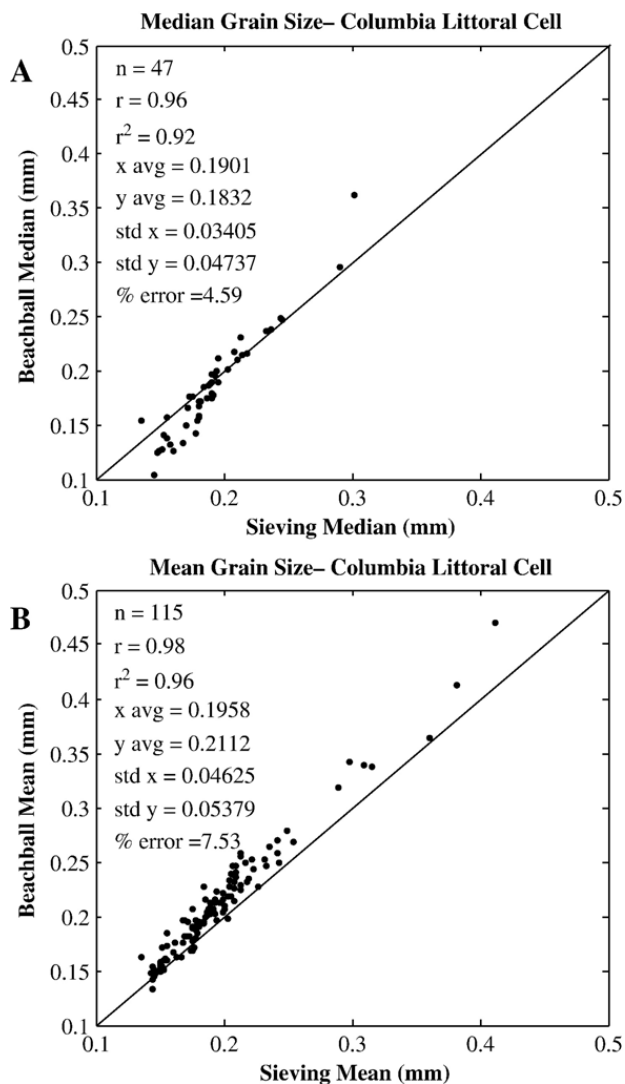 Median Grain Size– Columbia Littoral Cell
A
0.5
0.45
0.4
0.35
0.3
0.25
0.2
0.15
0.1
n = 47
r = 0.96
r² = 0.92
x avg = 0.1901
y avg = 0.1832
std x = 0.03405
std y = 0.04737
% error =4.59
Beachball Median (mm)
0.1 0.2 0.3 0.4 0.5
Sieving Median (mm)
Mean Grain Size– Columbia Littoral Cell
B
0.5
0.45
0.4
0.35
0.3
0.25
0.2
0.15
0.1
n = 115
r = 0.98
r² = 0.96
x avg = 0.1958
y avg = 0.2112
std x = 0.04625
std y = 0.05379
% error =7.53
Beachball Mean (mm)
0.1 0.2 0.3 0.4 0.5
Sieving Mean (mm)